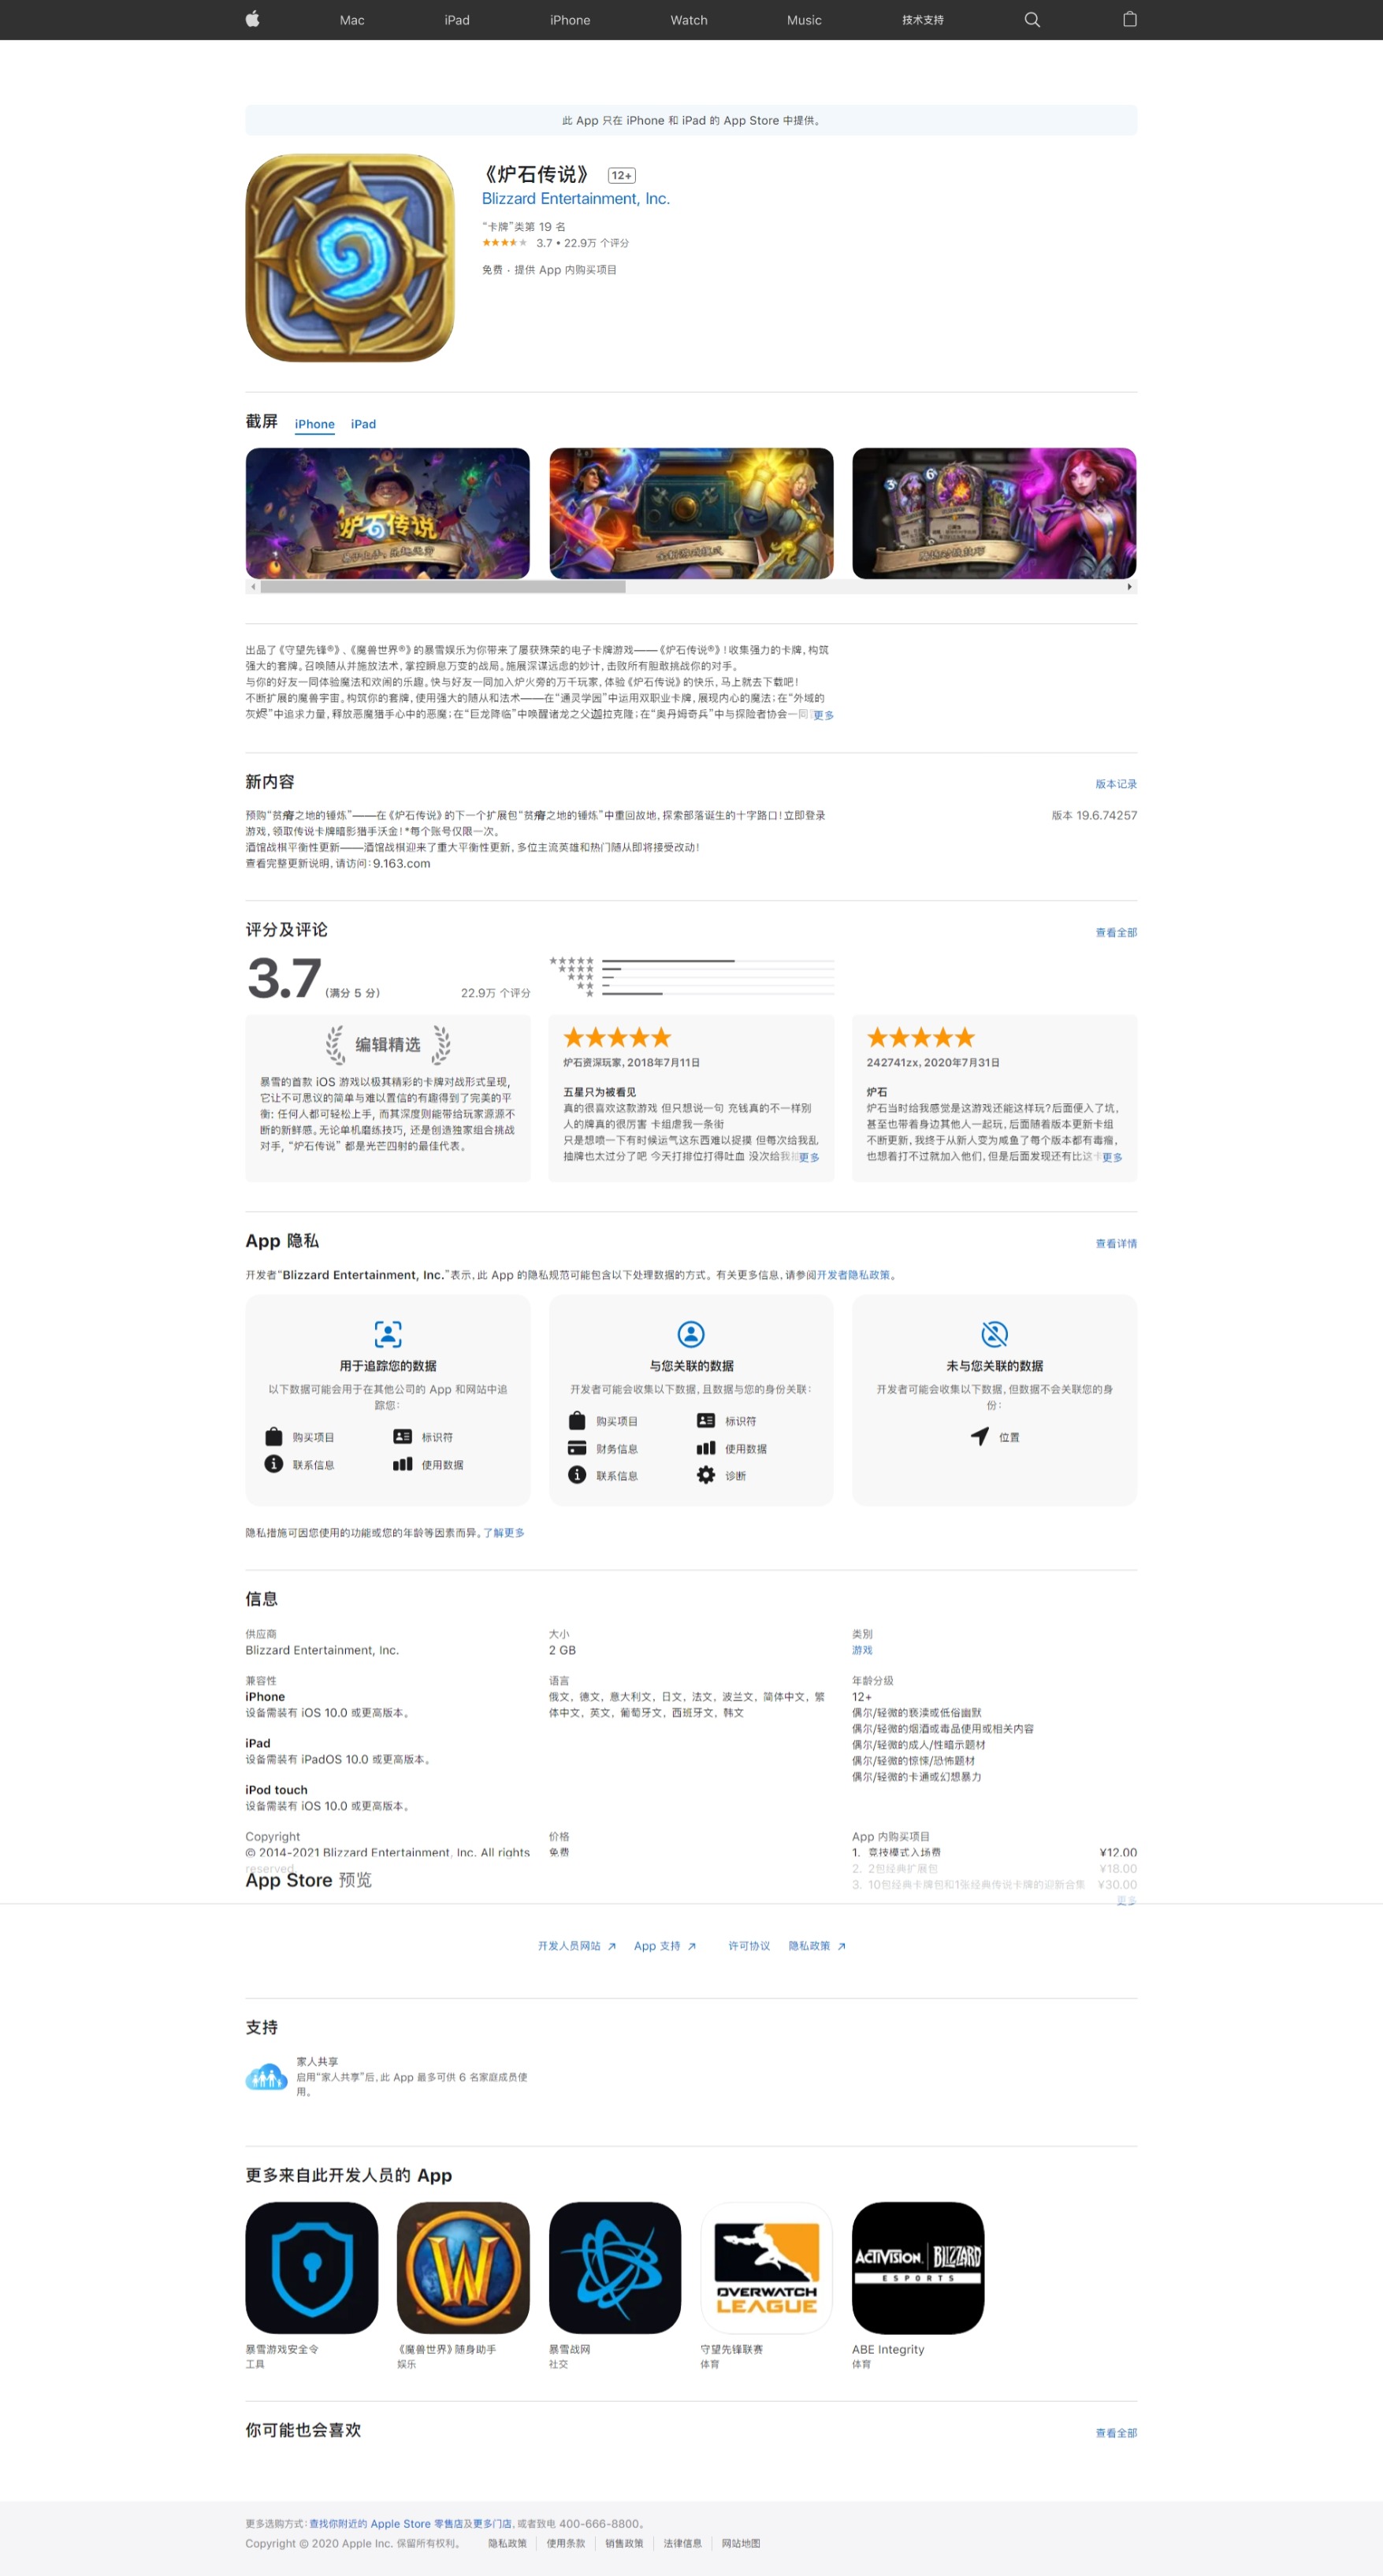 Mac iPad iPhone Watch Music 技术支持
此 App 只在 iPhone 和 iPad 的 App Store 中提供。
《炉石传说》 12+
Blizzard Entertainment, Inc.
“卡牌”类第 19 名
3.7 • 22.9万 个评分
免费 · 提供 App 内购买项目
截屏 iPhone iPad
炉石传说
易于上手，乐趣无穷
全新游戏模式
出品了《守望先锋®》、《魔兽世界®》的暴雪娱乐为你带来了屡获殊荣的电子卡牌游戏——《炉石传说®》！收集强力的卡牌，构筑
强大的套牌。召唤随从并施放法术，掌控瞬息万变的战局。施展深谋远虑的妙计，击败所有胆敢挑战你的对手。
与你的好友一同体验魔法和欢闹的乐趣。快与好友一同加入炉火旁的万千玩家，体验《炉石传说》的快乐，马上就去下载吧！
不断扩展的魔兽宇宙。构筑你的套牌，使用强大的随从和法术——在“通灵学园”中运用双职业卡牌，展现内心的魔法；在“外域的
灰烬”中追求力量，释放恶魔猎手心中的恶魔；在“巨龙降临”中唤醒诸龙之父迦拉克隆；在“奥丹姆奇兵”中与探险者协会一同 更多
新内容 版本记录
预购“贫瘠之地的锤炼”——在《炉石传说》的下一个扩展包“贫瘠之地的锤炼”中重回故地，探索部落诞生的十字路口！立即登录 版本 19.6.74257
游戏，领取传说卡牌暗影猎手沃金！*每个账号仅限一次。
酒馆战棋平衡性更新——酒馆战棋迎来了重大平衡性更新，多位主流英雄和热门随从即将接受改动！
查看完整更新说明，请访问：9.163.com
评分及评论 查看全部
3.7 (满分 5 分) 22.9万 个评分
编辑精选
暴雪的首款 iOS 游戏以极其精彩的卡牌对战形式呈现，
它让不可思议的简单与难以置信的有趣得到了完美的平
衡：任何人都可轻松上手，而其深度则能带给玩家源源不
断的新鲜感。无论单机磨练技巧，还是创造独家组合挑战
对手，“炉石传说” 都是光芒四射的最佳代表。
炉石资深玩家，2018年7月11日
五星只为被看见
真的很喜欢这款游戏 但只想说一句 充钱真的不一样别
人的牌真的很厉害 卡组虐我一条街
只是想喷一下有时候运气这东西难以捉摸 但每次给我乱
抽牌也太过分了吧 今天打排位打得吐血 没次给我 更多
242741zx，2020年7月31日
炉石
炉石当时给我感觉是这游戏还能这样玩？后面便入了坑，
甚至也带着身边其他人一起玩，后面随着版本更新卡组
不断更新，我终于从新人变为咸鱼了每个版本都有毒瘤，
也想着打不过就加入他们，但是后面发现还有比这卡 更多
App 隐私 查看详情
开发者“Blizzard Entertainment, Inc.”表示，此 App 的隐私规范可能包含以下处理数据的方式。有关更多信息，请参阅开发者隐私政策。
用于追踪您的数据
以下数据可能会用于在其他公司的 App 和网站中追
踪您：
购买项目 标识符
联系信息 使用数据
与您关联的数据
开发者可能会收集以下数据，且数据与您的身份关联：
购买项目 标识符
财务信息 使用数据
联系信息 诊断
未与您关联的数据
开发者可能会收集以下数据，但数据不会关联您的身
份：
位置
隐私措施可因您使用的功能或您的年龄等因素而异。了解更多
信息
供应商
Blizzard Entertainment, Inc.
大小
2 GB
类别
游戏
兼容性
iPhone
设备需装有 iOS 10.0 或更高版本。
iPad
设备需装有 iPadOS 10.0 或更高版本。
iPod touch
设备需装有 iOS 10.0 或更高版本。
语言
俄文，德文，意大利文，日文，法文，波兰文，简体中文，繁
体中文，英文，葡萄牙文，西班牙文，韩文
年龄分级
12+
偶尔/轻微的亵渎或低俗幽默
偶尔/轻微的烟酒或毒品使用或相关内容
偶尔/轻微的成人/性暗示题材
偶尔/轻微的惊悚/恐怖题材
偶尔/轻微的卡通或幻想暴力
Copyright
© 2014-2021 Blizzard Entertainment, Inc. All rights
reserved
价格
免费
App 内购买项目
1. 竞技模式入场费 ¥12.00
2. 2包经典扩展包 ¥18.00
3. 10包经典卡牌包和1张经典传说卡牌的迎新合集 ¥30.00
更多
App Store 预览
开发人员网站 App 支持 许可协议 隐私政策
支持
家人共享
启用“家人共享”后，此 App 最多可供 6 名家庭成员使
用。
更多来自此开发人员的 App
OVERWATCH
LEAGUE
ACTIVISION BLIZZARD
ESPORTS
暴雪游戏安全令
工具
《魔兽世界》随身助手
娱乐
暴雪战网
社交
守望先锋联赛
体育
ABE Integrity
体育
你可能也会喜欢 查看全部
更多选购方式：查找你附近的 Apple Store 零售店及更多门店，或者致电 400-666-8800。
Copyright © 2020 Apple Inc. 保留所有权利。 隐私政策 使用条款 销售政策 法律信息 网站地图